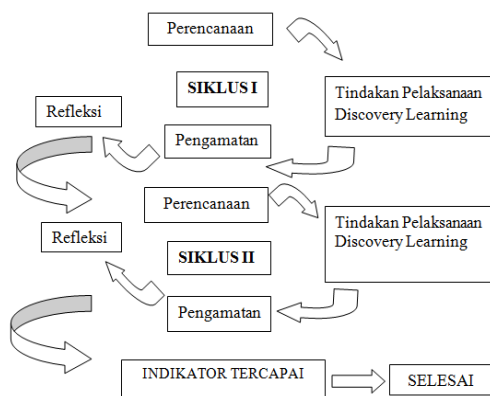 Perencanaan
SIKLUS I
Tindakan Pelaksanaan
Discovery Learning
Refleksi
Pengamatan
Perencanaan
Tindakan Pelaksanaan
Discovery Learning
Refleksi
SIKLUS II
Pengamatan
INDIKATOR TERCAPAI
SELESAI